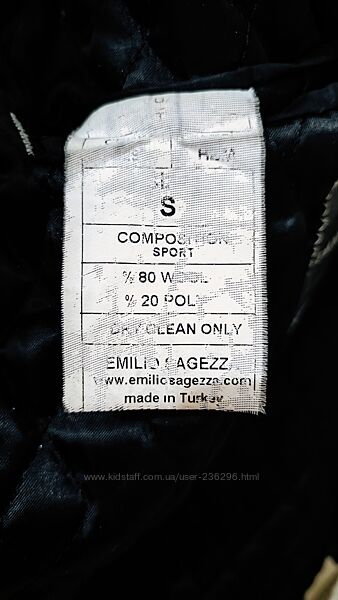 S
COMPOSITION
SPORT
% 80 WOOL
% 20 POLY
DRY CLEAN ONLY
EMILIO SAGEZZA
www.emiliosagezza.com
made in Turkey
www.kidstaff.com.ua/user-236296.html